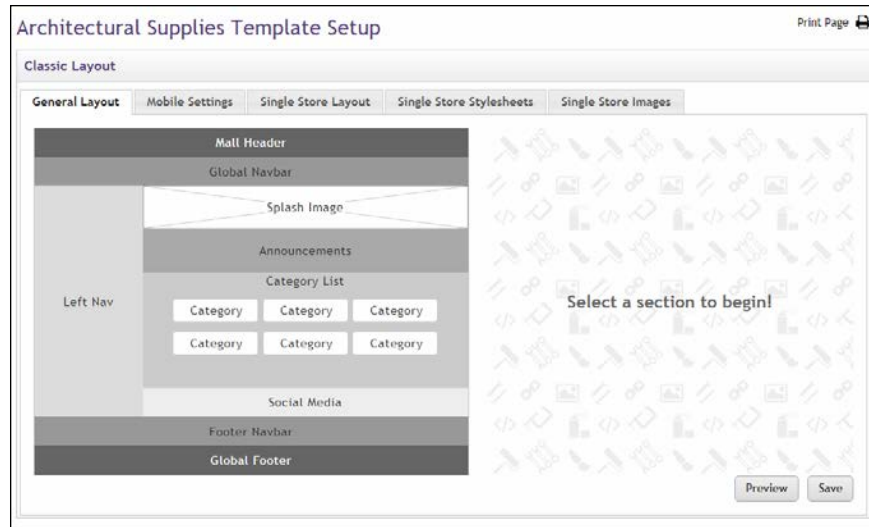 Architectural Supplies Template Setup
Print Page
Classic Layout
General Layout
Mobile Settings
Single Store Layout
Single Store Stylesheets
Single Store Images
Mall Header
Global Navbar
Splash Image
Announcements
Category List
Left Nav
Category Category Category
Category Category Category
Social Media
Footer Navbar
Global Footer
Select a section to begin!
Preview
Save